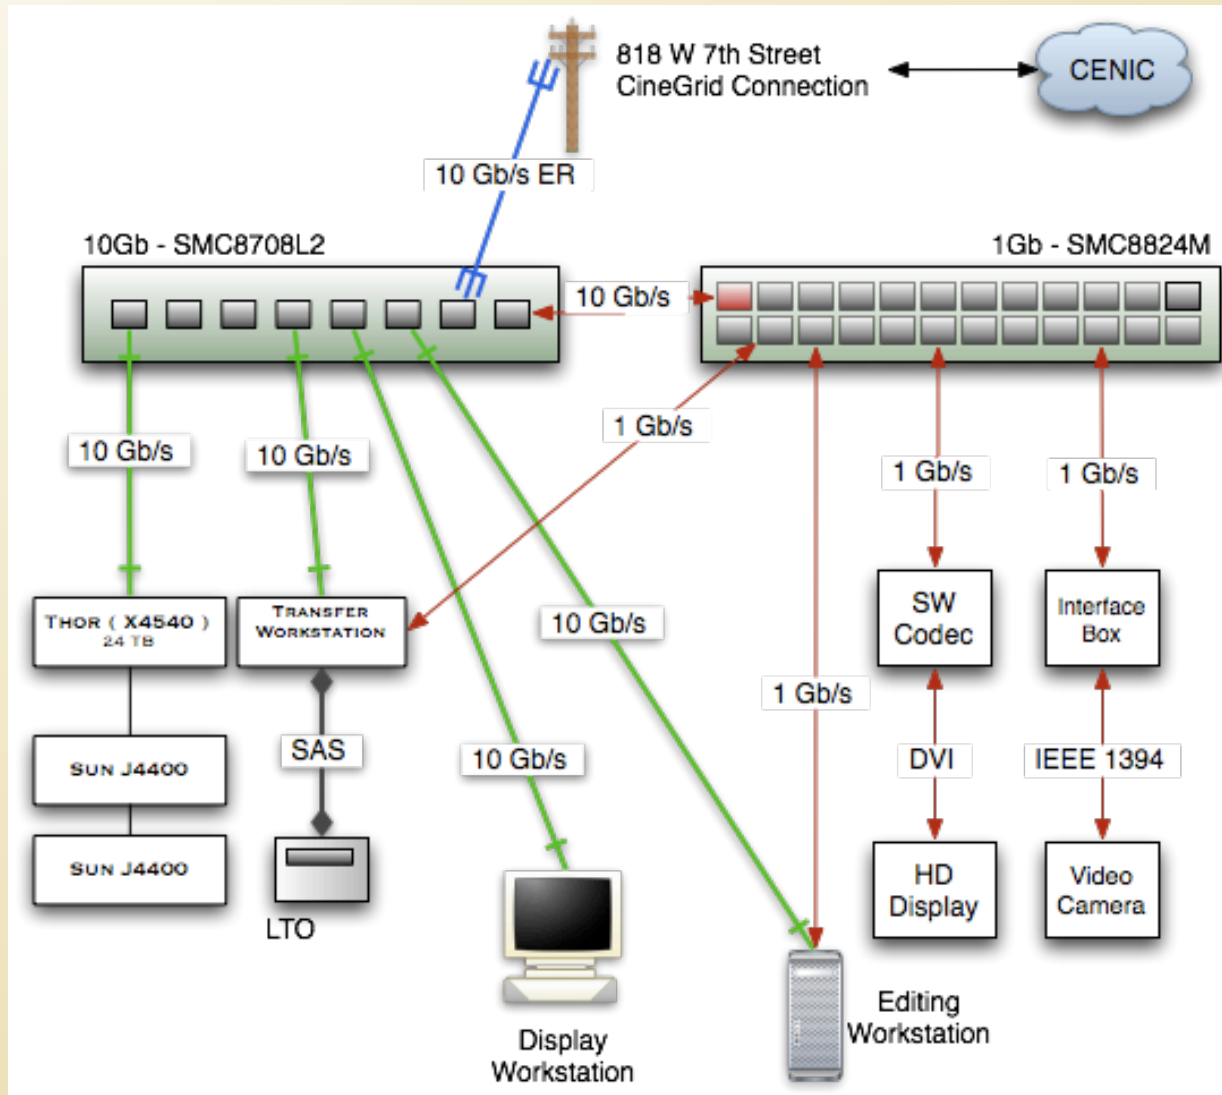 818 W 7th Street
CineGrid Connection
CENIC
10 Gb/s ER
10Gb - SMC8708L2
1Gb - SMC8824M
10 Gb/s
1 Gb/s
10 Gb/s
10 Gb/s
1 Gb/s
1 Gb/s
THOR ( X4540 )
24 TB
TRANSFER
WORKSTATION
SW
Codec
Interface
Box
10 Gb/s
1 Gb/s
SUN J4400
SAS
10 Gb/s
DVI
IEEE 1394
SUN J4400
LTO
HD
Display
Video
Camera
Display
Workstation
Editing
Workstation